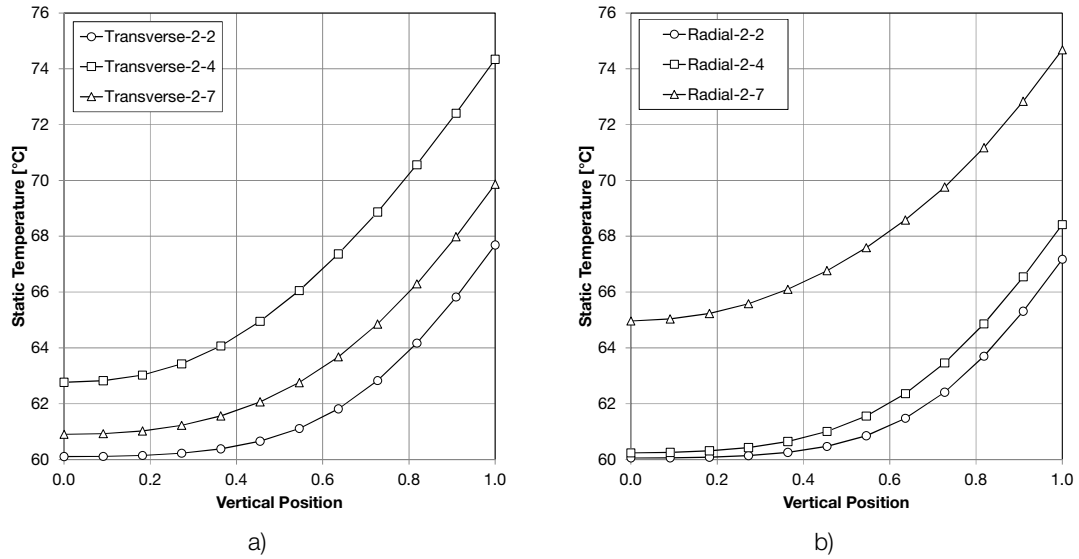 76
74
72
70
68
66
64
62
60
Static Temperature [°C]
Transverse-2-2
Transverse-2-4
Transverse-2-7
0.0 0.2 0.4 0.6 0.8 1.0
Vertical Position
a)
76
74
72
70
68
66
64
62
60
Static Temperature [°C]
Radial-2-2
Radial-2-4
Radial-2-7
0.0 0.2 0.4 0.6 0.8 1.0
Vertical Position
b)